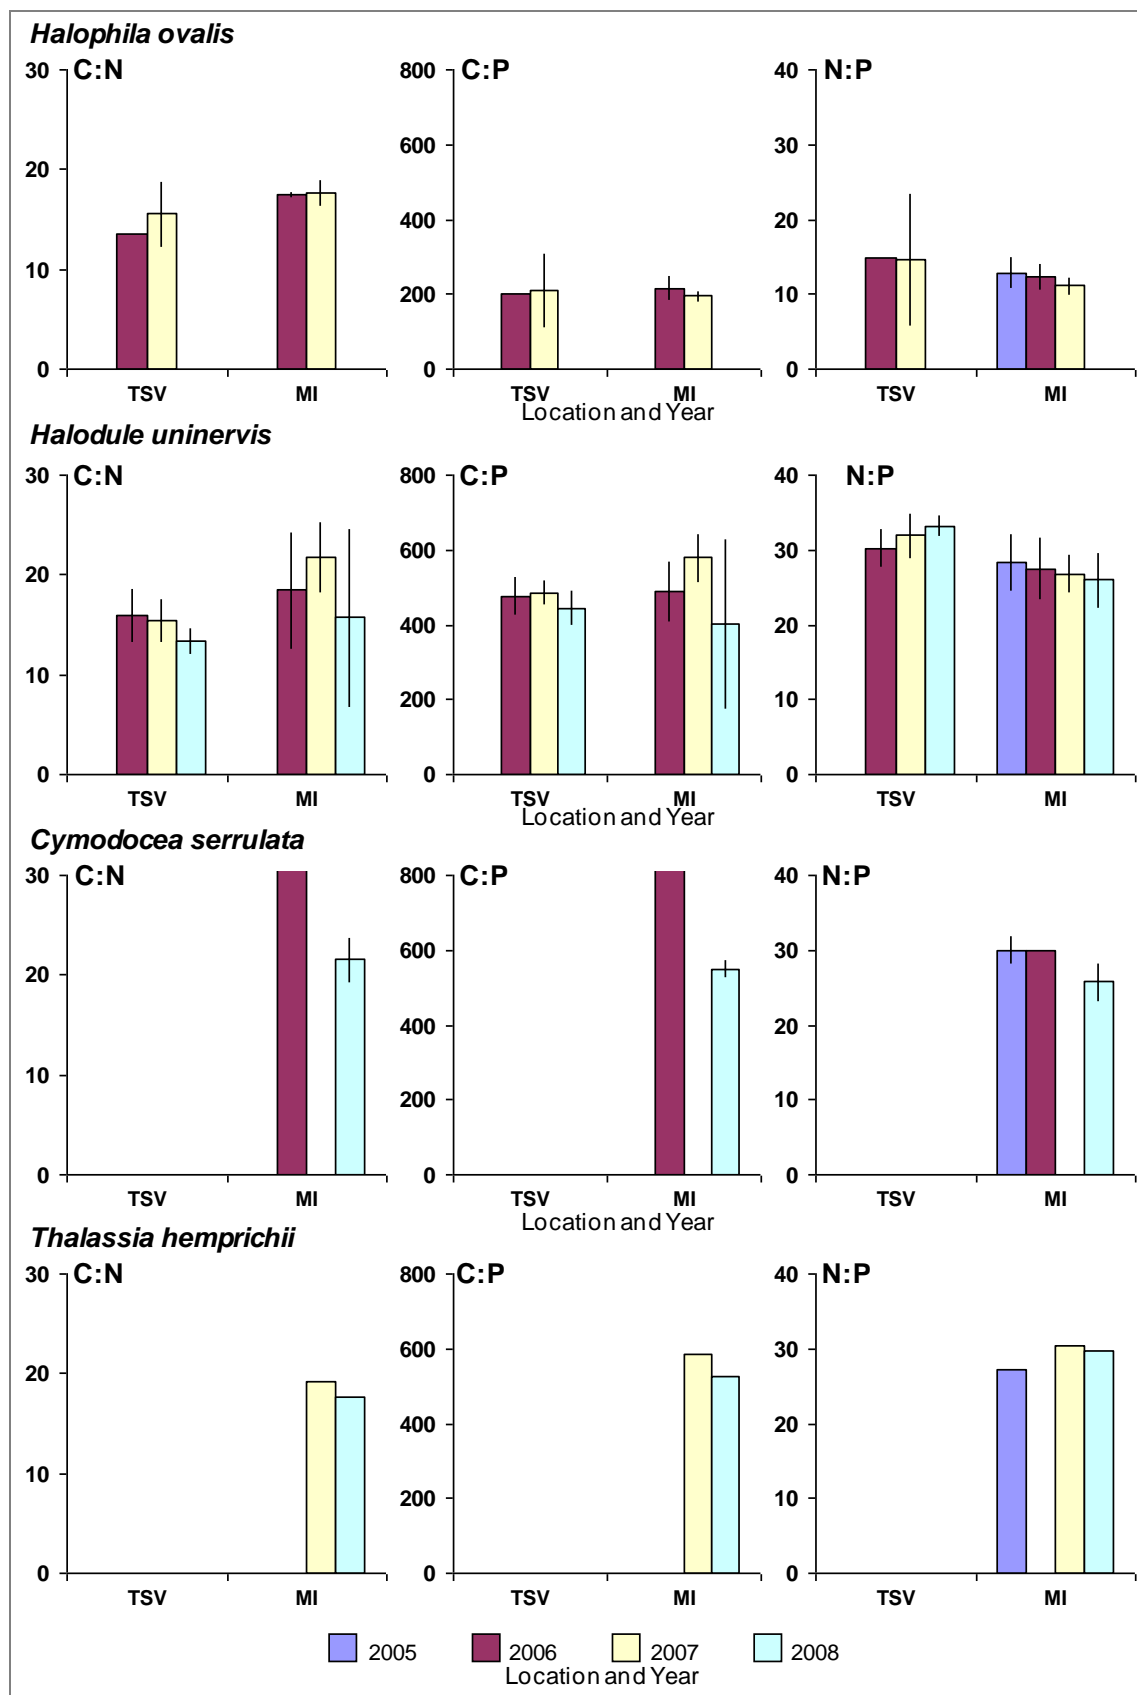 Halophila ovalis
C:N C:P N:P
30 800 40
600 30
20
400 20
10
200 10
0 0 0
TSV MI TSV MI TSV MI
Location and Year
Halodule uninervis
C:N C:P N:P
30 800 40
600 30
20
400 20
10
200 10
0 0 0
TSV MI TSV MI TSV MI
Location and Year
Cymodocea serrulata
C:N C:P N:P
30 800 40
600 30
20
400 20
10
200 10
0 0 0
TSV MI TSV MI TSV MI
Location and Year
Thalassia hemprichii
C:N C:P N:P
30 800 40
600 30
20
400 20
10
200 10
0 0 0
TSV MI TSV MI TSV MI
2005 2006 2007 2008
Location and Year